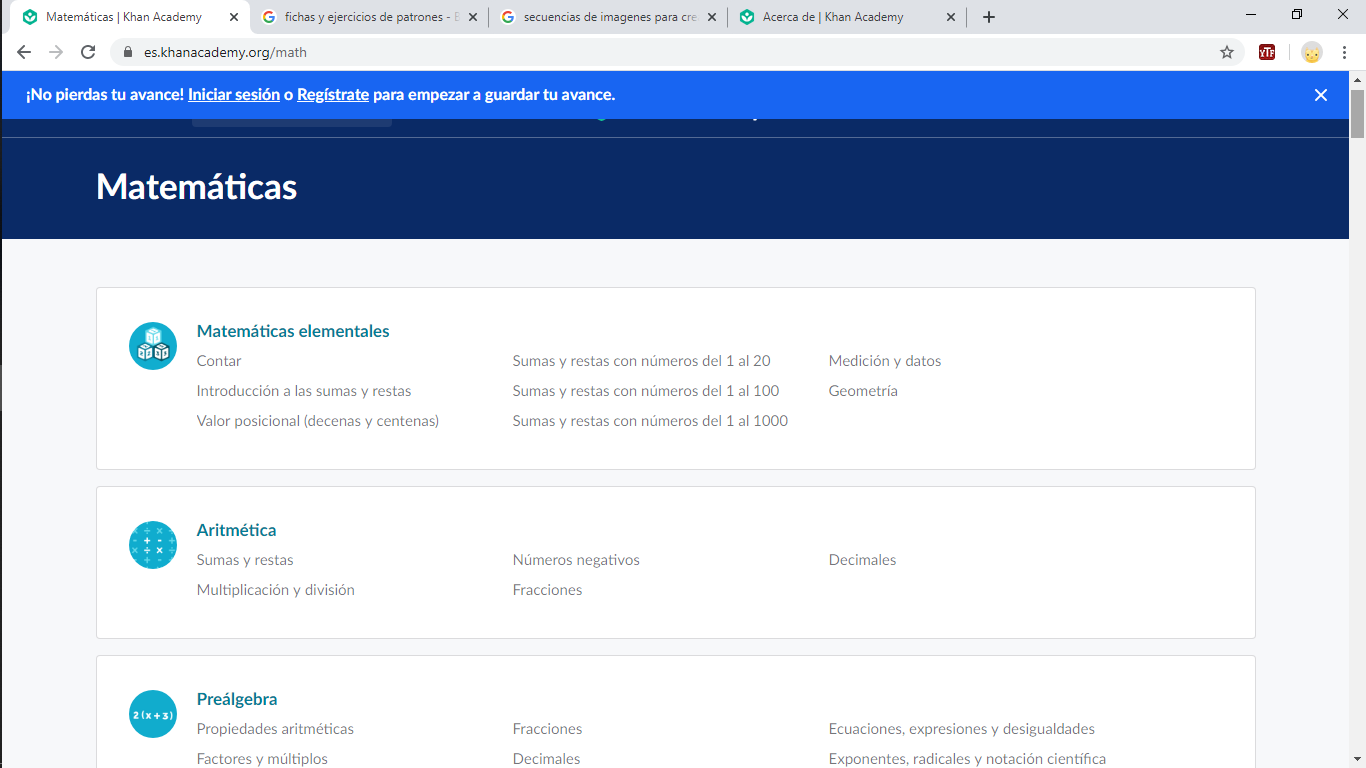 Matemáticas | Khan Academy
fichas y ejercicios de patrones - 
secuencias de imagenes para cre
Acerca de | Khan Academy
es.khanacademy.org/math
YTF
¡No pierdas tu avance! Iniciar sesión o Regístrate para empezar a guardar tu avance.
Matemáticas
Matemáticas elementales
Contar
Sumas y restas con números del 1 al 20
Medición y datos
Introducción a las sumas y restas
Sumas y restas con números del 1 al 100
Geometría
Valor posicional (decenas y centenas)
Sumas y restas con números del 1 al 1000
Aritmética
Sumas y restas
Números negativos
Decimales
Multiplicación y división
Fracciones
2(x+3)
Preálgebra
Propiedades aritméticas
Fracciones
Ecuaciones, expresiones y desigualdades
Factores y múltiplos
Decimales
Exponentes, radicales y notación científica